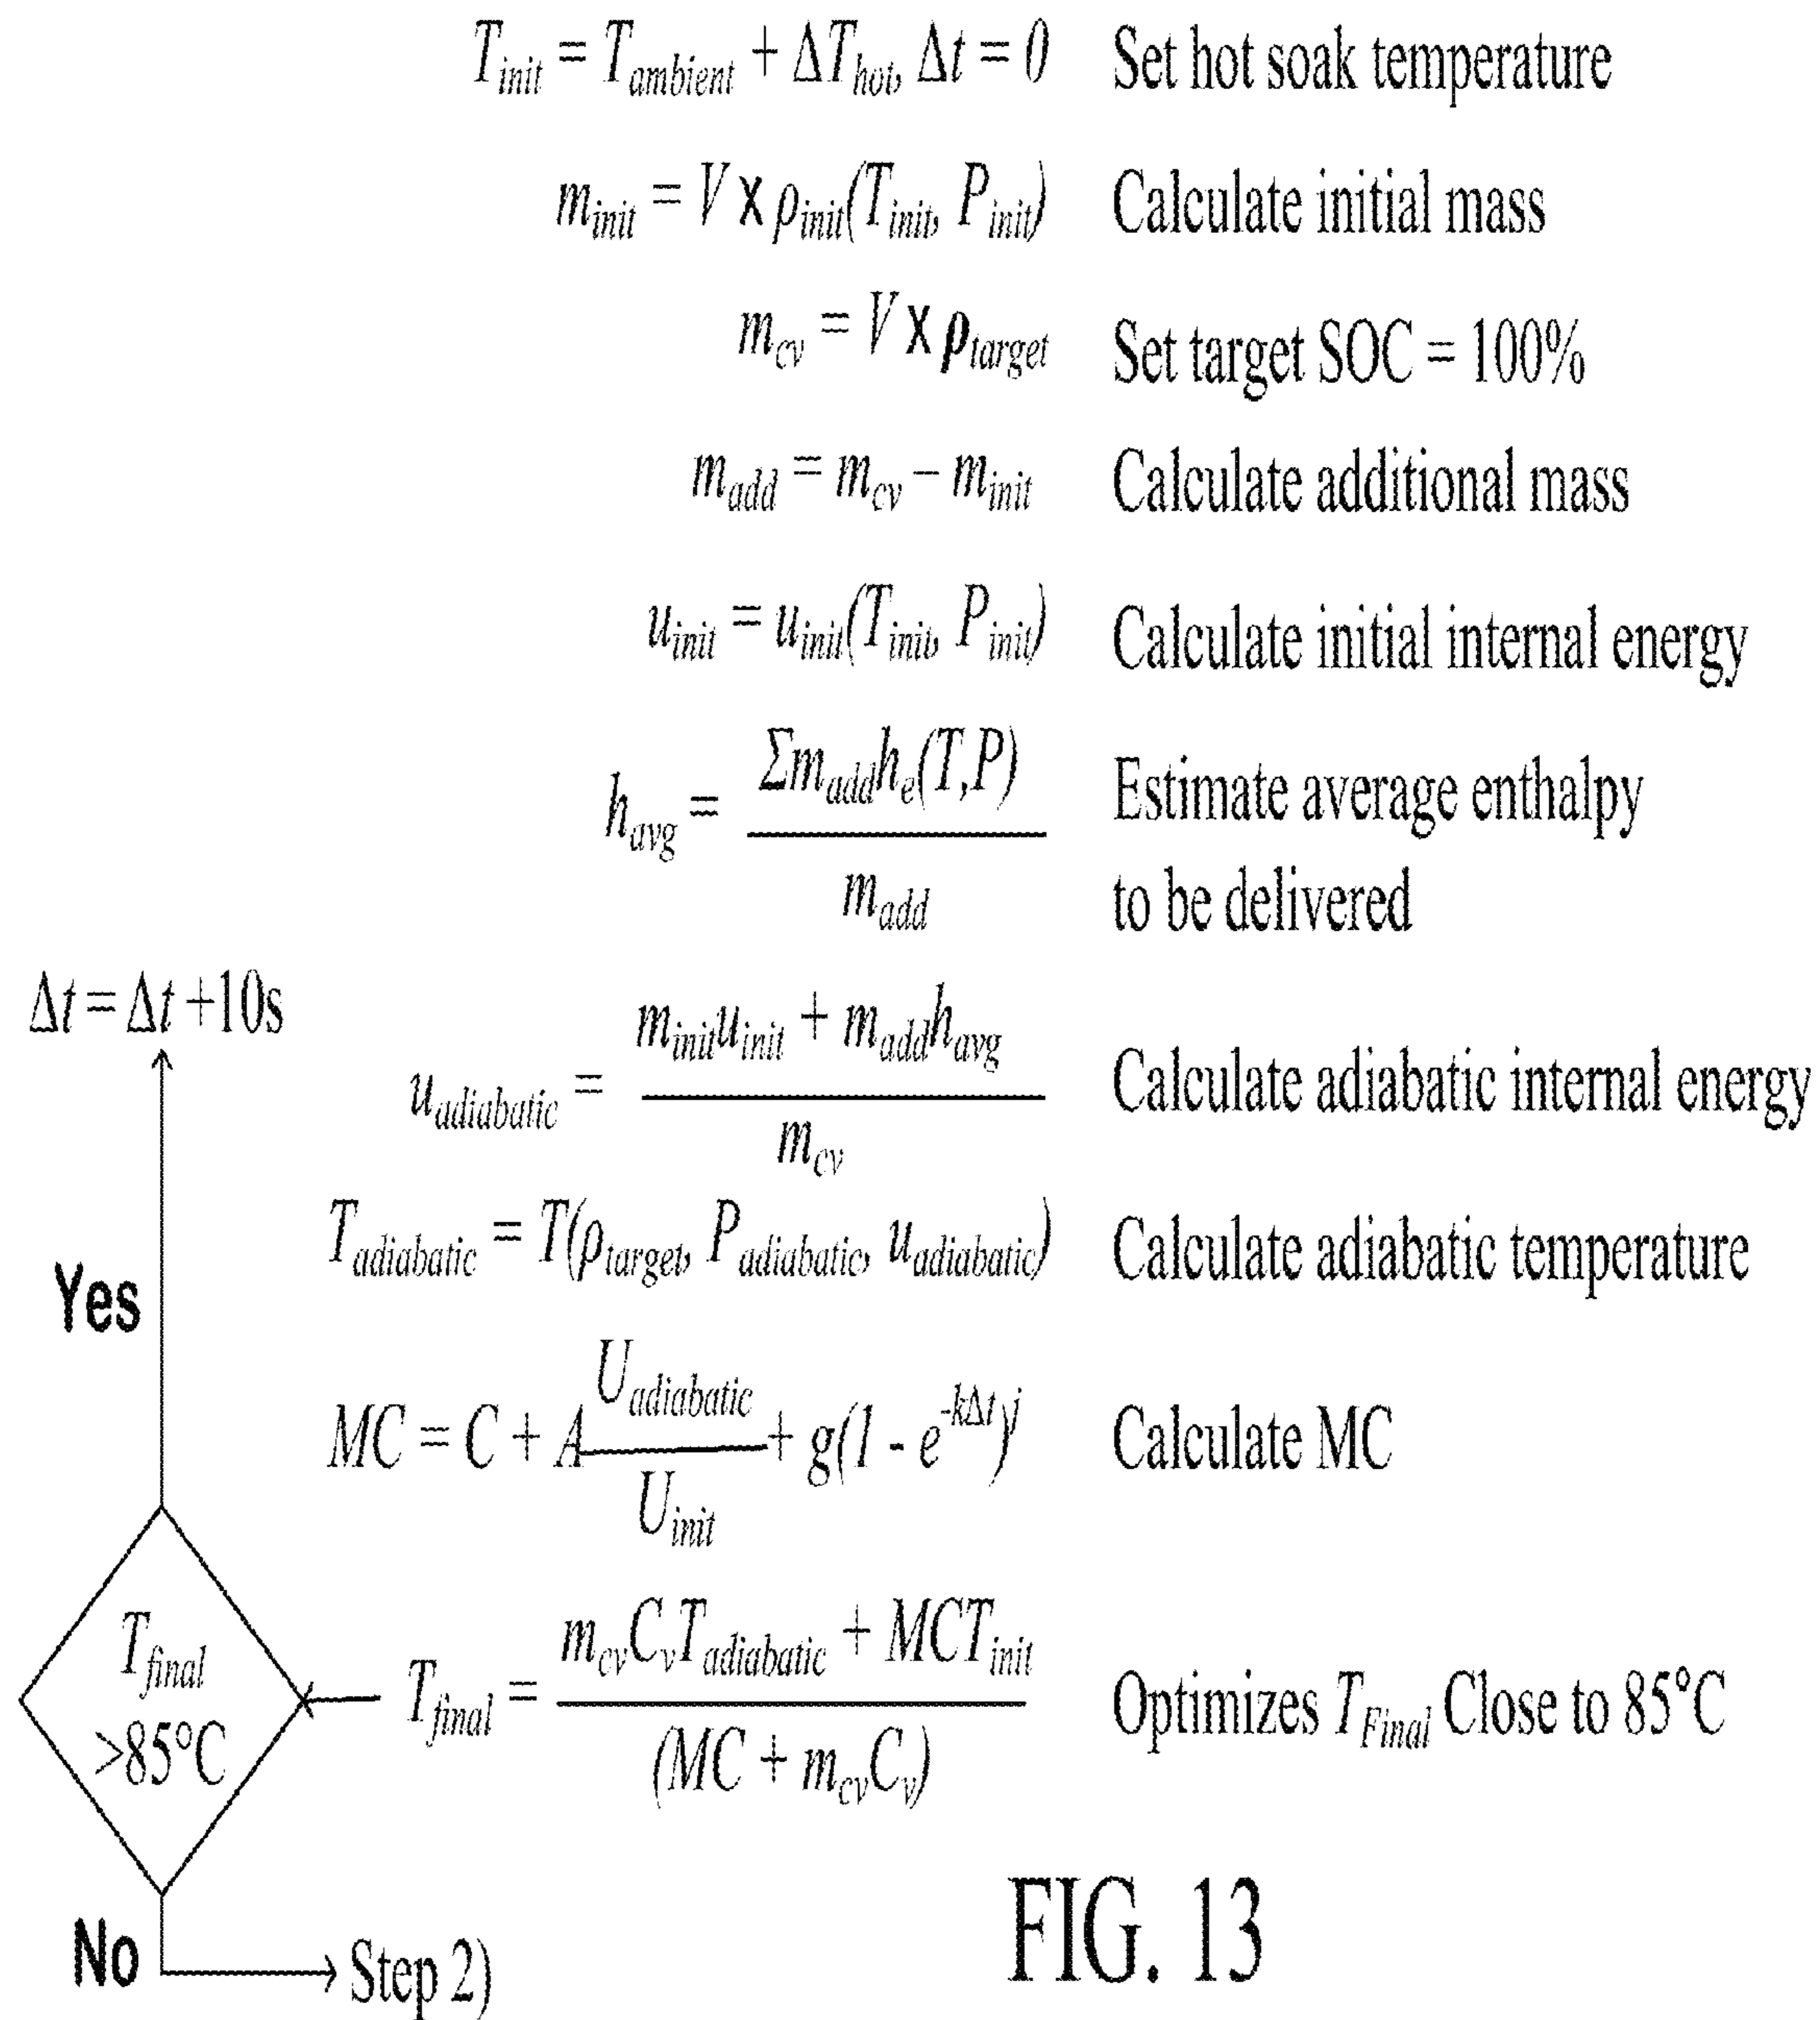 T_init = T_ambient + ΔT_hot, Δt = 0 Set hot soak temperature
m_init = V X ρ_init(T_init, P_init) Calculate initial mass
m_cv = V X ρ_target Set target SOC = 100%
m_add = m_cv – m_init Calculate additional mass
u_init = u_init(T_init, P_init) Calculate initial internal energy
h_avg = Σm_add h_e(T,P) / m_add Estimate average enthalpy
to be delivered
Δt = Δt +10s
u_adiabatic = m_init u_init + m_add h_avg / m_cv Calculate adiabatic internal energy
T_adiabatic = T(ρ_target, P_adiabatic, u_adiabatic) Calculate adiabatic temperature
Yes
MC = C + A U_adiabatic / U_init + g(1 - e^-kΔt)^j Calculate MC
T_final
>85°C
T_final = m_cv C_v T_adiabatic + MCT_init / (MC + m_cv C_v) Optimizes T_Final Close to 85°C
No
Step 2)
FIG. 13